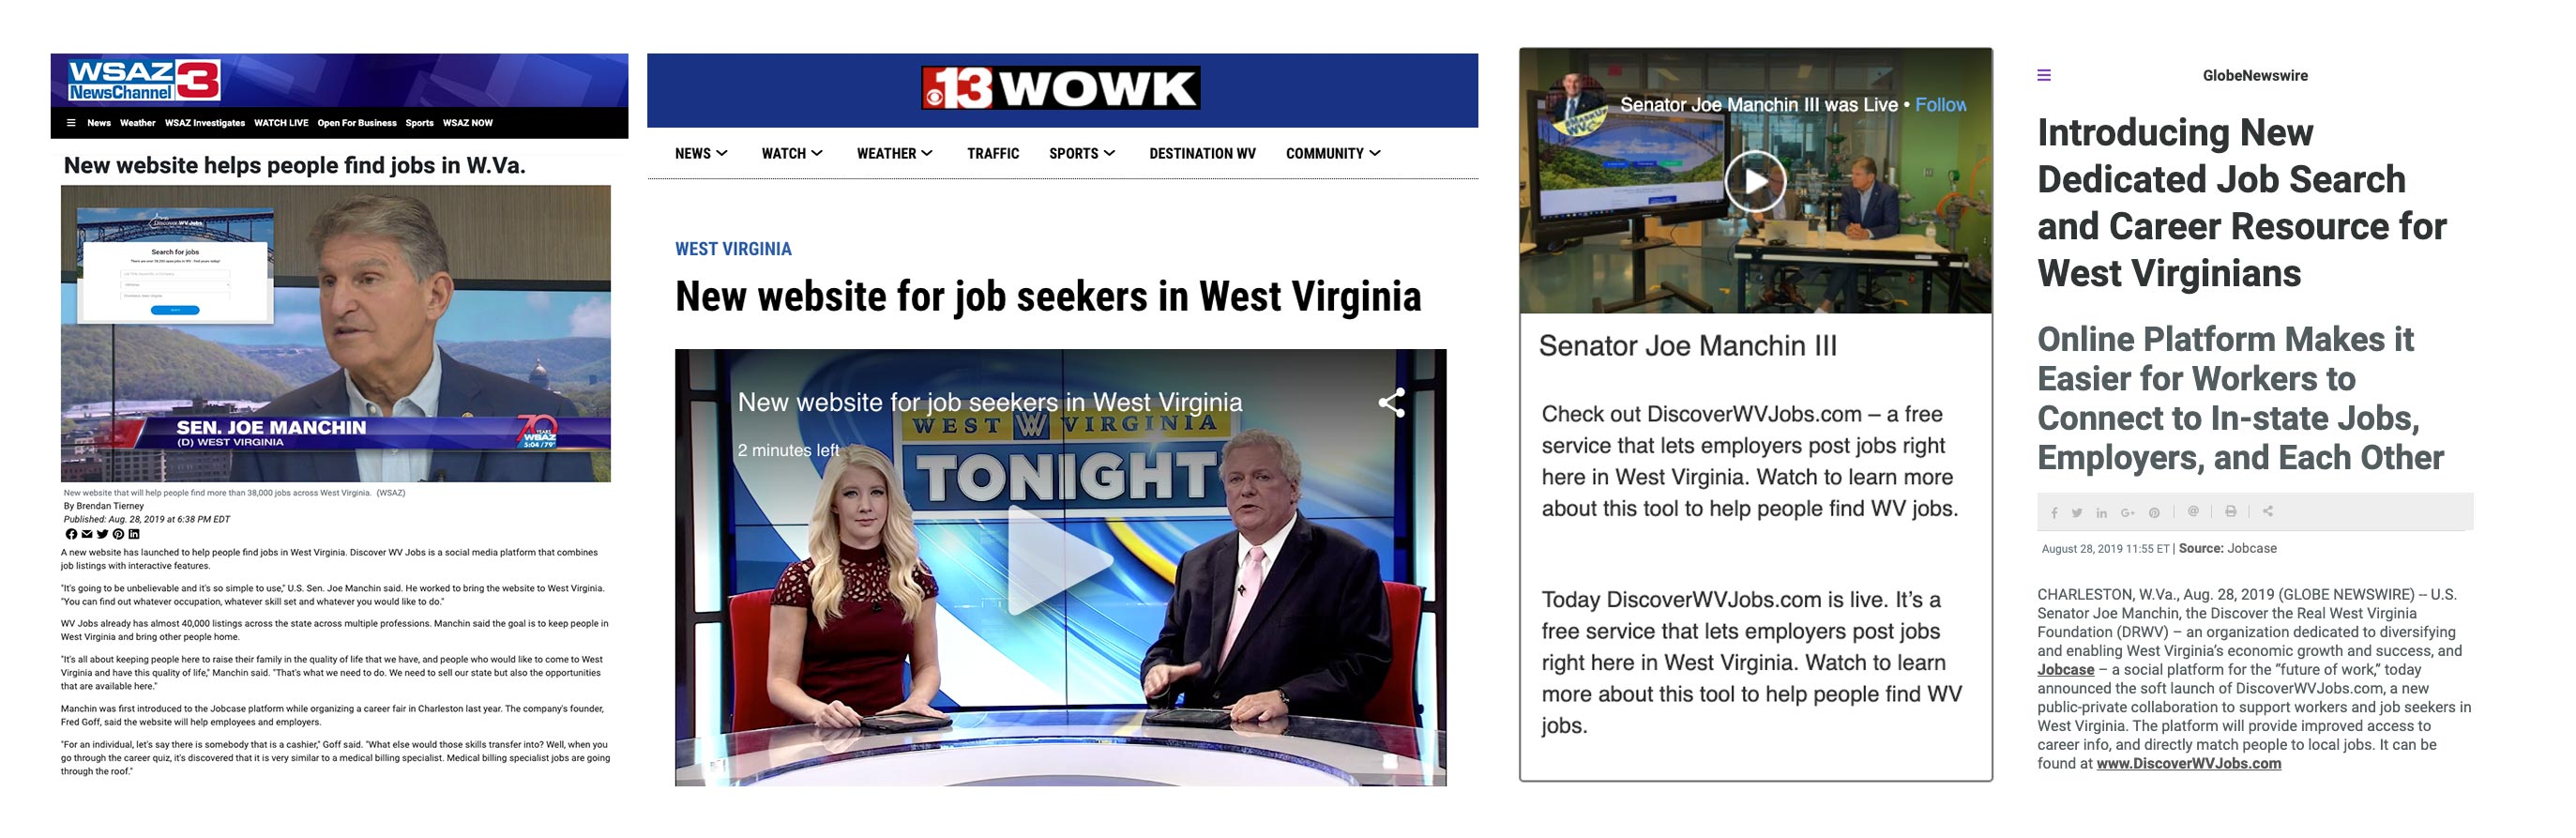 WSAZ 3
NewsChannel
News Weather WSAZ Investigates WATCH LIVE Open For Business Sports WSAZ NOW
New website helps people find jobs in W.Va.
Discover WV Jobs
Search for jobs
SEN. JOE MANCHIN
(D) WEST VIRGINIA
70
YEARS
WSAZ
5:04 /79°
New website that will help people find more than 38,000 jobs across West Virginia. (WSAZ)
By Brendan Tierney
Published: Aug. 28, 2019 at 6:38 PM EDT
A new website has launched to help people find jobs in West Virginia. Discover WV Jobs is a social media platform that combines
job listings with interactive features.
"It's going to be unbelievable and it's so simple to use," U.S. Sen. Joe Manchin said. He worked to bring the website to West Virginia.
"You can find out whatever occupation, whatever skill set and whatever you would like to do."
WV Jobs already has almost 40,000 listings across the state across multiple professions. Manchin said the goal is to keep people in
West Virginia and bring other people home.
"It's all about keeping people here to raise their family in the quality of life that we have, and people who would like to come to West
Virginia and have this quality of life," Manchin said. "That's what we need to do. We need to sell our state but also the opportunities
that are available here."
Manchin was first introduced to the Jobcase platform while organizing a career fair in Charleston last year. The company's founder,
Fred Goff, said the website will help employees and employers.
"For an individual, let's say there is somebody that is a cashier," Goff said. "What else would those skills transfer into? Well, when you
go through the career quiz, it's discovered that it is very similar to a medical billing specialist. Medical billing specialist jobs are going
through the roof."
13 WOWK
NEWS WATCH WEATHER TRAFFIC SPORTS DESTINATION WV COMMUNITY
WEST VIRGINIA
New website for job seekers in West Virginia
New website for job seekers in West Virginia
2 minutes left
WEST W VIRGINIA
TONIGHT
Senator Joe Manchin III was Live • Follow
Senator Joe Manchin III
Check out DiscoverWVJobs.com – a free
service that lets employers post jobs right
here in West Virginia. Watch to learn more
about this tool to help people find WV jobs.
Today DiscoverWVJobs.com is live. It's a
free service that lets employers post jobs
right here in West Virginia. Watch to learn
more about this tool to help people find WV
jobs.
GlobeNewswire
Introducing New
Dedicated Job Search
and Career Resource for
West Virginians
Online Platform Makes it
Easier for Workers to
Connect to In-state Jobs,
Employers, and Each Other
August 28, 2019 11:55 ET | Source: Jobcase
CHARLESTON, W.Va., Aug. 28, 2019 (GLOBE NEWSWIRE) -- U.S.
Senator Joe Manchin, the Discover the Real West Virginia
Foundation (DRWV) – an organization dedicated to diversifying
and enabling West Virginia's economic growth and success, and
Jobcase – a social platform for the "future of work," today
announced the soft launch of DiscoverWVJobs.com, a new
public-private collaboration to support workers and job seekers in
West Virginia. The platform will provide improved access to
career info, and directly match people to local jobs. It can be
found at www.DiscoverWVJobs.com